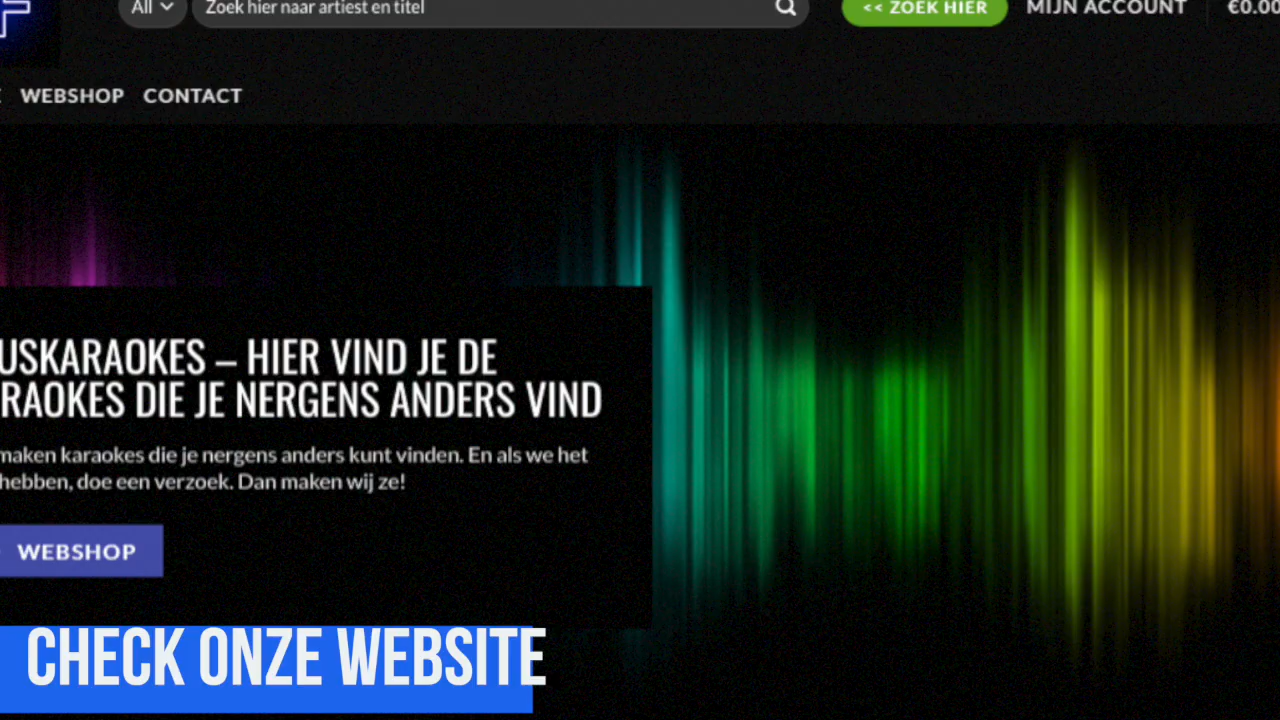 All
Zoek hier naar artiest en titel
<< ZOEK HIER
MIJN ACCOUNT
€0.00
WEBSHOP
CONTACT
USKARAOKES – HIER VIND JE DE
RAOKES DIE JE NERGENS ANDERS VIND
maken karaokes die je nergens anders kunt vinden. En als we het
hebben, doe een verzoek. Dan maken wij ze!
WEBSHOP
CHECK ONZE WEBSITE